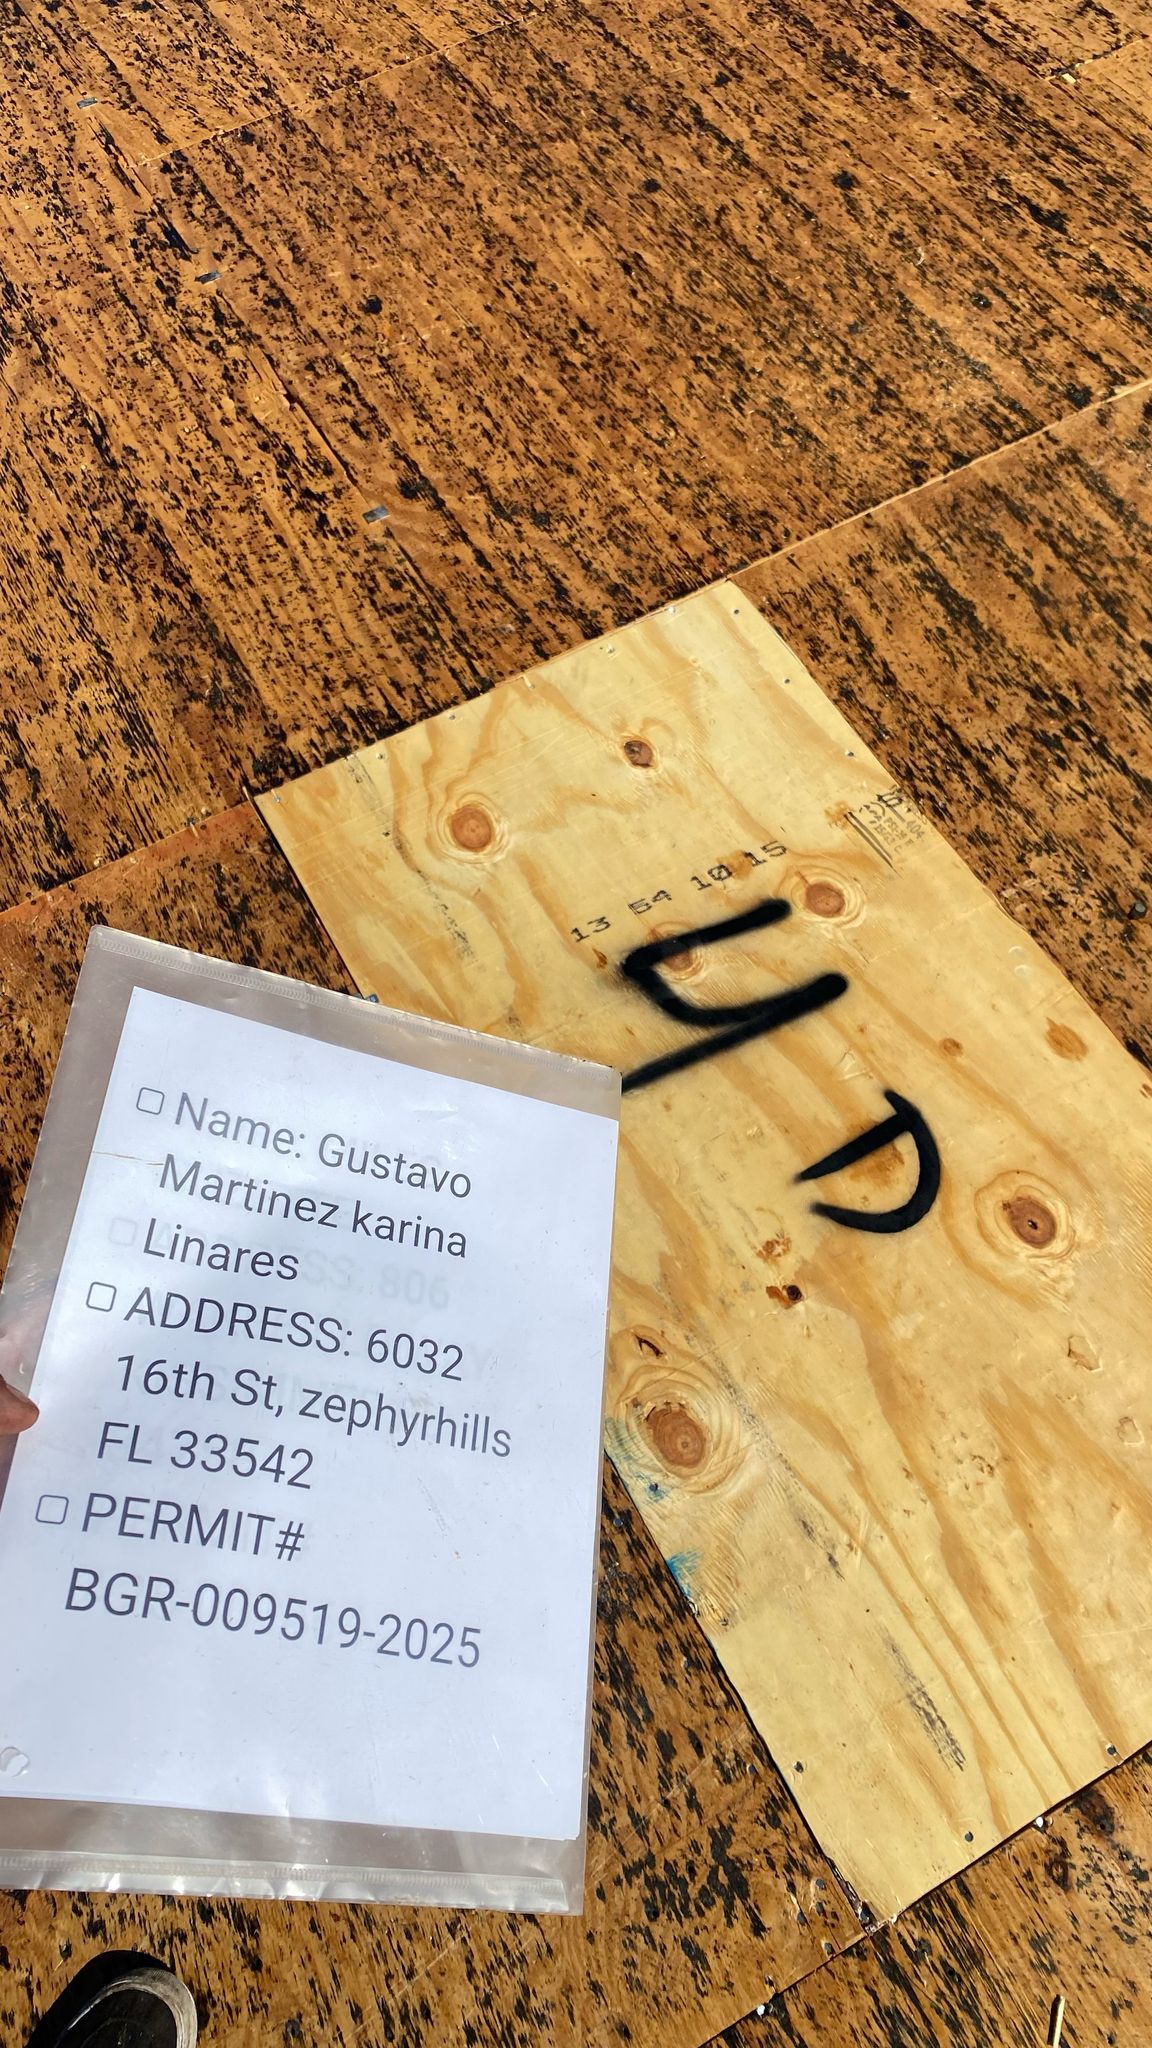 13 54 10 15
4
Name: Gustavo
Martinez karina
Linares
ADDRESS: 6032
16th St, zephyrhills
FL 33542
PERMIT#
BGR-009519-2025